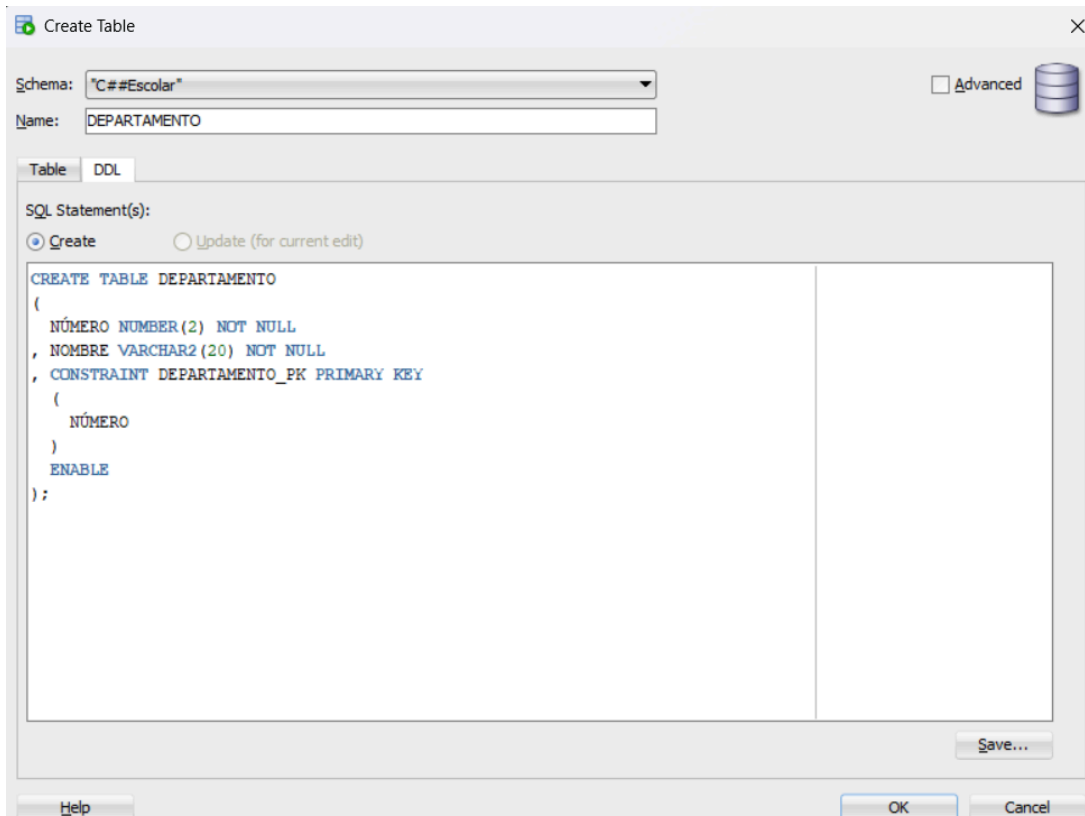 Create Table
Schema: "C##Escolar"
Advanced
Name: DEPARTAMENTO
Table DDL
SQL Statement(s):
Create Update (for current edit)
CREATE TABLE DEPARTAMENTO
(
NÚMERO NUMBER(2) NOT NULL
, NOMBRE VARCHAR2(20) NOT NULL
, CONSTRAINT DEPARTAMENTO_PK PRIMARY KEY
(
NÚMERO
)
ENABLE
);
Save...
Help OK Cancel